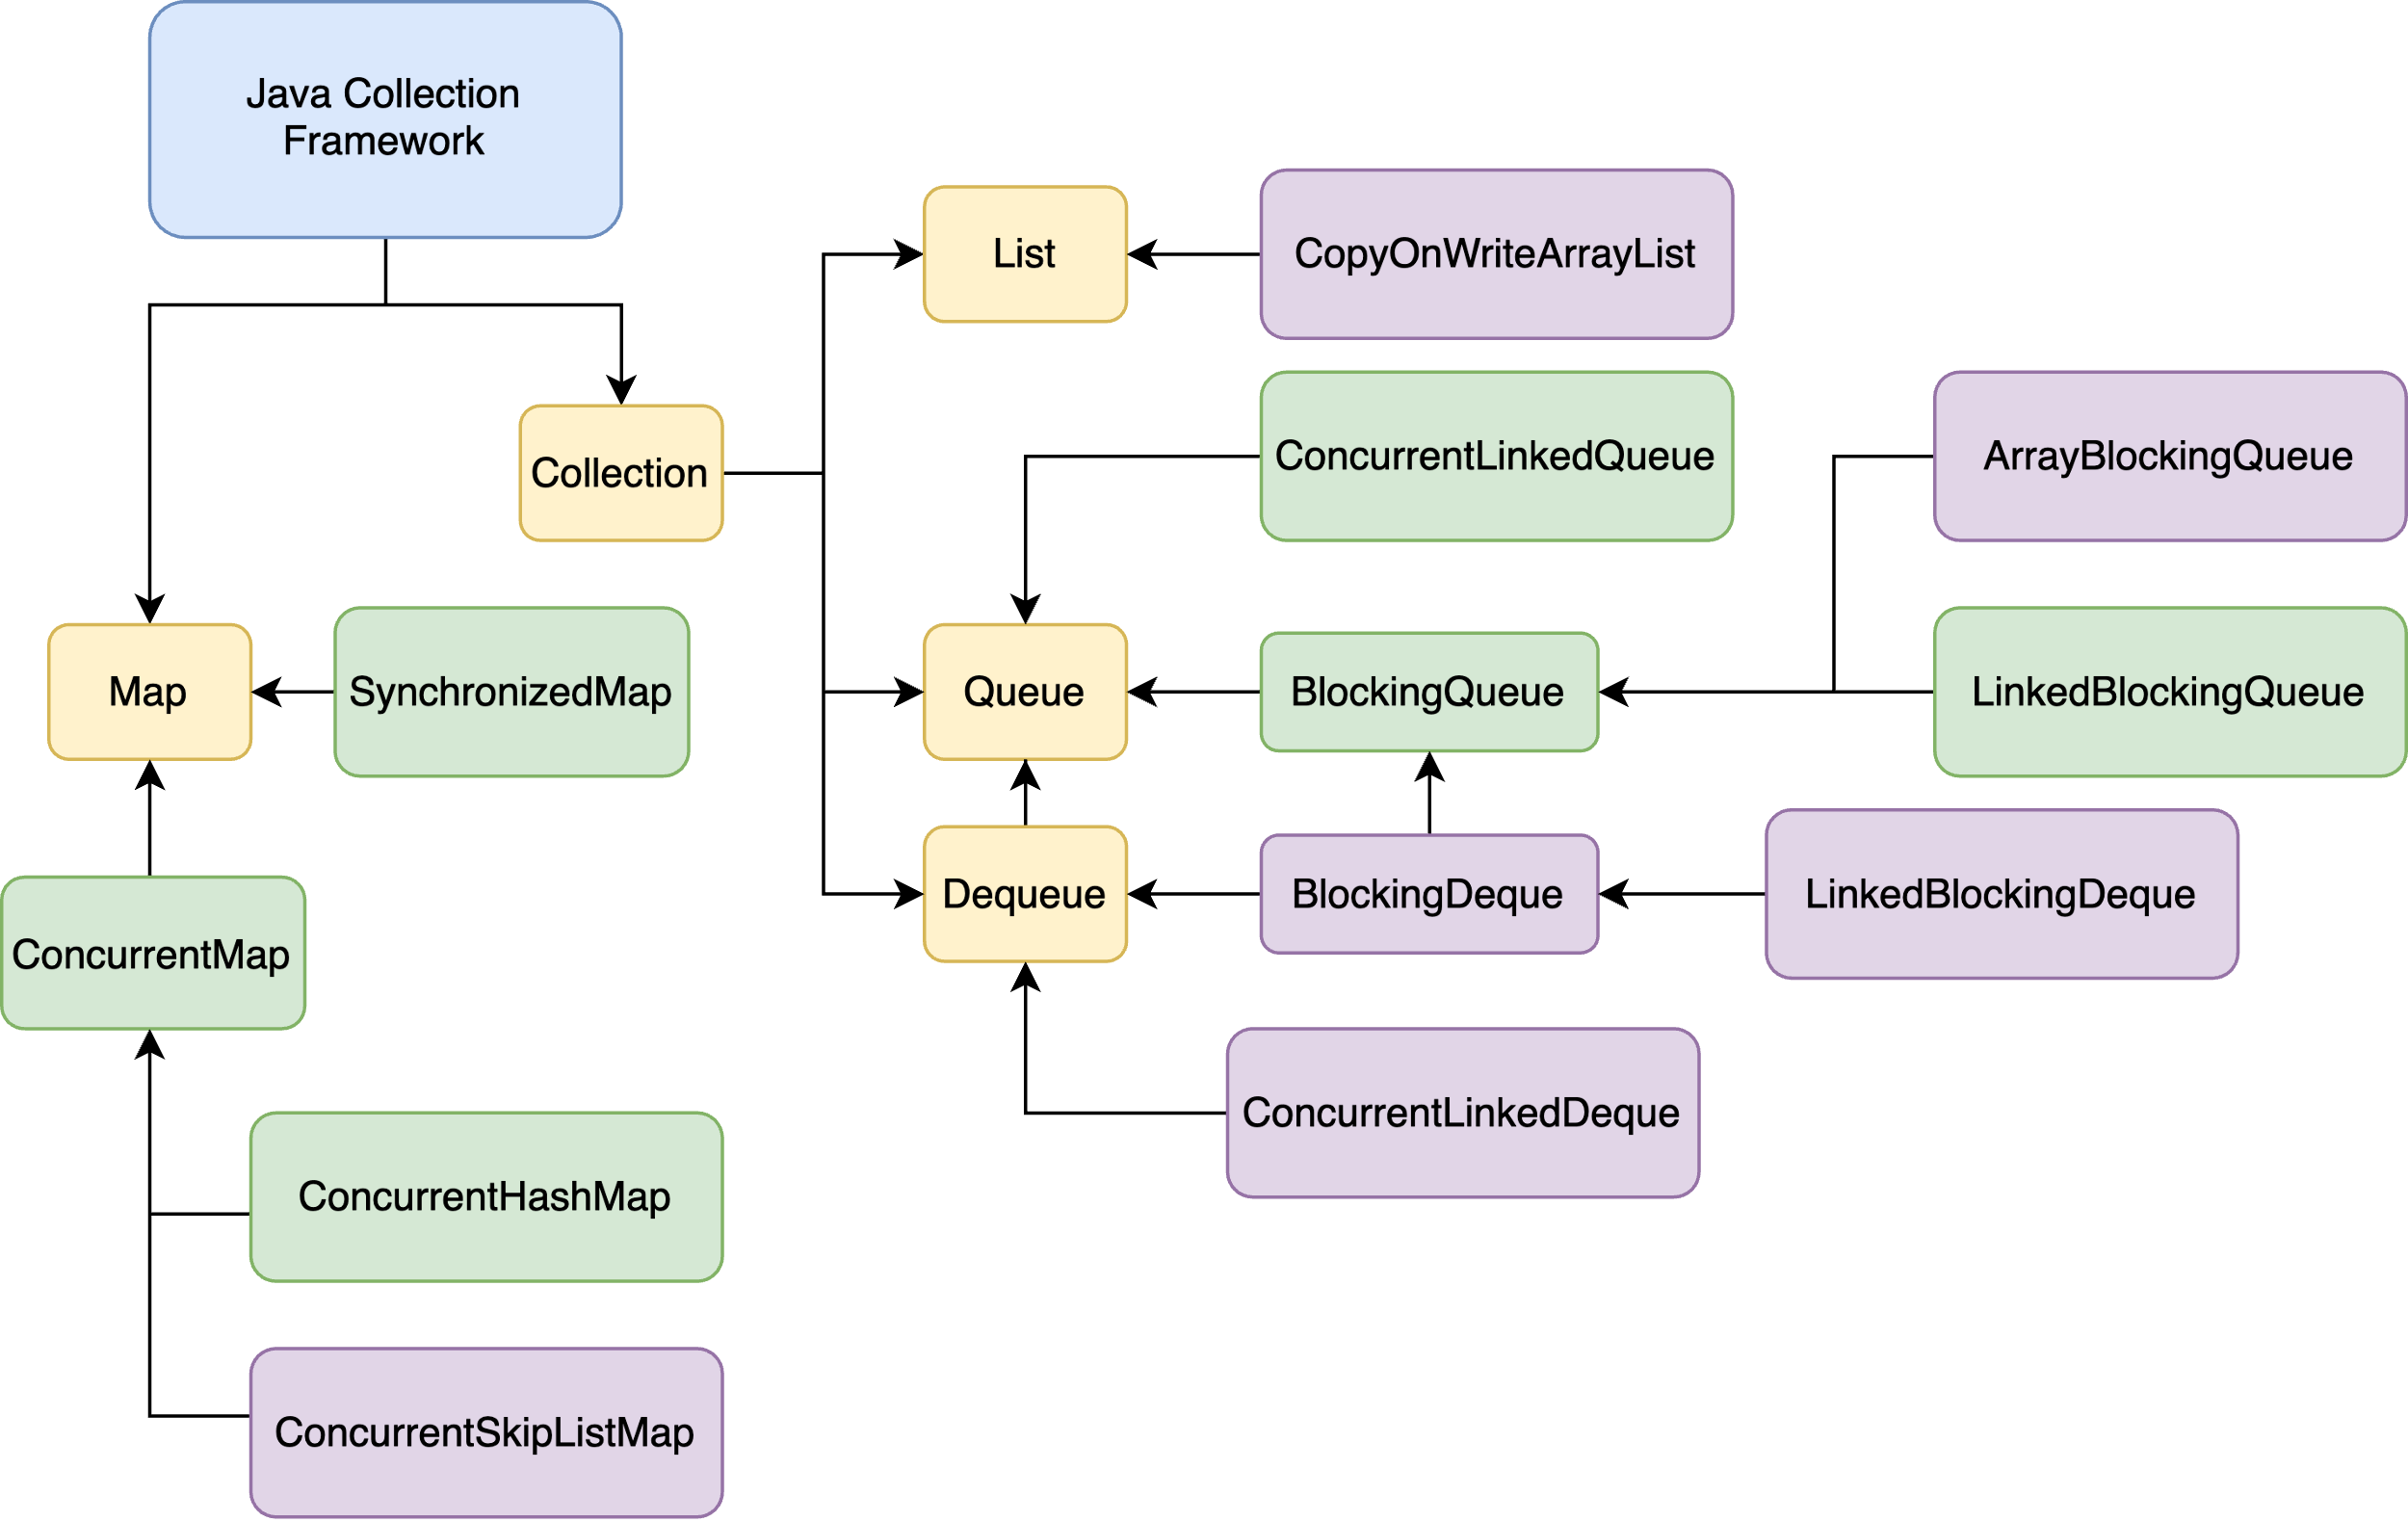 Java Collection
Framework
List
CopyOnWriteArrayList
ConcurrentLinkedQueue
ArrayBlockingQueue
Collection
Map
SynchronizedMap
Queue
BlockingQueue
LinkedBlockingQueue
Dequeue
BlockingDeque
LinkedBlockingDeque
ConcurrentMap
ConcurrentLinkedDeque
ConcurrentHashMap
ConcurrentSkipListMap